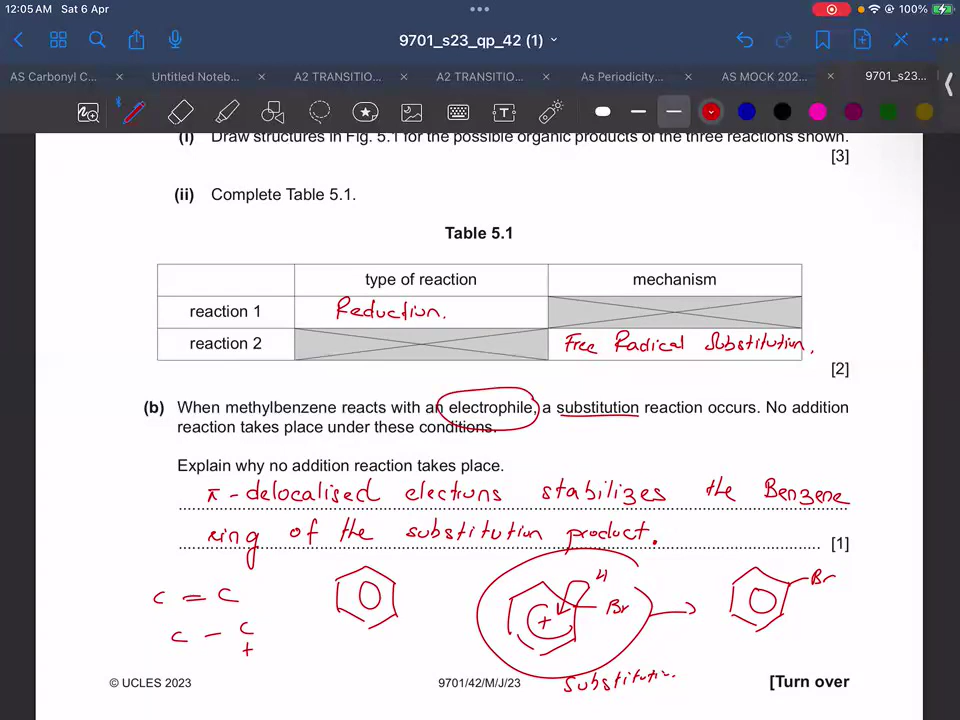 12:05 AM Sat 6 Apr
100%
9701_s23_qp_42 (1)
AS Carbonyl C...
Untitled Noteb...
A2 TRANSITIO...
A2 TRANSITIO...
As Periodicity...
AS MOCK 202...
9701_s23...
(i) Draw structures in Fig. 5.1 for the possible organic products of the three reactions shown.
[3]
(ii) Complete Table 5.1.
Table 5.1
type of reaction mechanism
reaction 1 Reduction.
reaction 2 Free Radical Substitution.
[2]
(b) When methylbenzene reacts with an electrophile, a substitution reaction occurs. No addition
reaction takes place under these conditions.
Explain why no addition reaction takes place.
π-delocalised electrons stabilizes the Benzene
ring of the substitution product. [1]
C = C
C - C
+
H
+ Br
Br
Substitution.
© UCLES 2023 9701/42/M/J/23 [Turn over